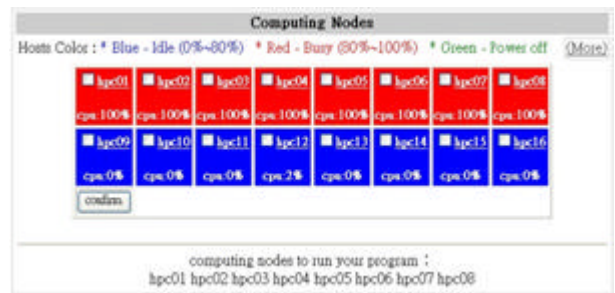 Computing Nodes
Hosts Color : * Blue - Idle (0%~80%) * Red - Busy (80%~100%) * Green - Power off (More)
hpc01 hpc02 hpc03 hpc04 hpc05 hpc06 hpc07 hpc08
cpu:100% cpu:100% cpu:100% cpu:100% cpu:100% cpu:100% cpu:100% cpu:100%
hpc09 hpc10 hpc11 hpc12 hpc13 hpc14 hpc15 hpc16
cpu:0% cpu:0% cpu:0% cpu:2% cpu:0% cpu:0% cpu:0% cpu:0%
confirm
computing nodes to run your program :
hpc01 hpc02 hpc03 hpc04 hpc05 hpc06 hpc07 hpc08